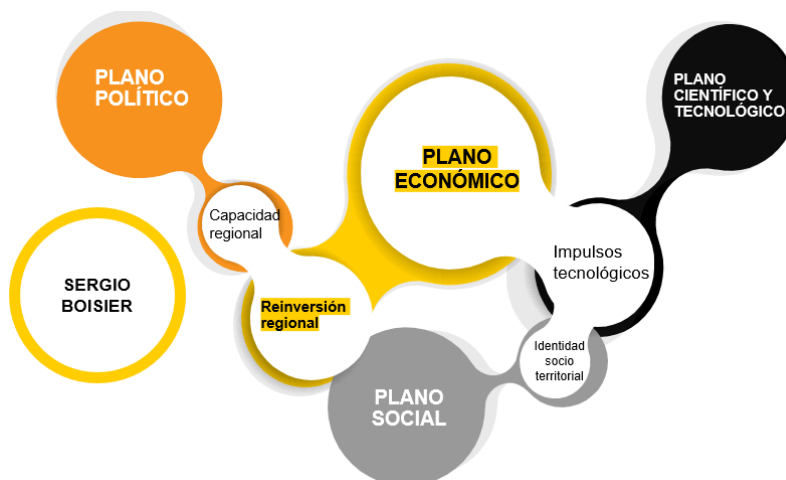 PLANO
POLÍTICO
PLANO
CIENTÍFICO Y
TECNOLÓGICO
PLANO
ECONÓMICO
Capacidad
regional
Impulsos
tecnológicos
SERGIO
BOISIER
Reinversión
regional
Identidad
socio
territorial
PLANO
SOCIAL